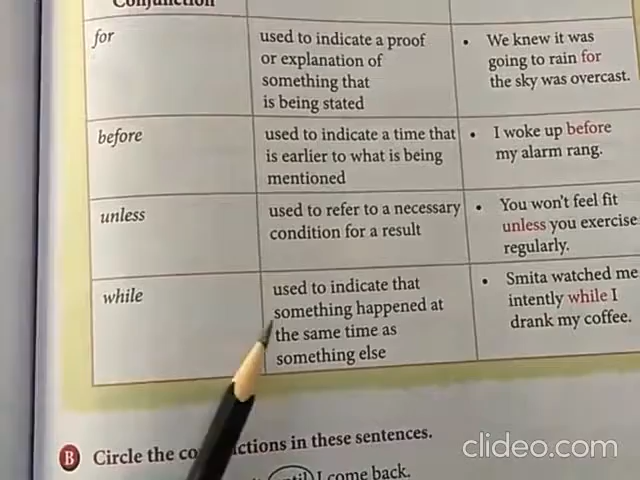 Conjunction
for
used to indicate a proof
or explanation of
something that
is being stated
• We knew it was
going to rain for
the sky was overcast.
before
used to indicate a time that
is earlier to what is being
mentioned
• I woke up before
my alarm rang.
unless
used to refer to a necessary
condition for a result
• You won't feel fit
unless you exercise
regularly.
while
used to indicate that
something happened at
the same time as
something else
• Smita watched me
intently while I
drank my coffee.
B Circle the co ctions in these sentences.
I come back.
clideo.com